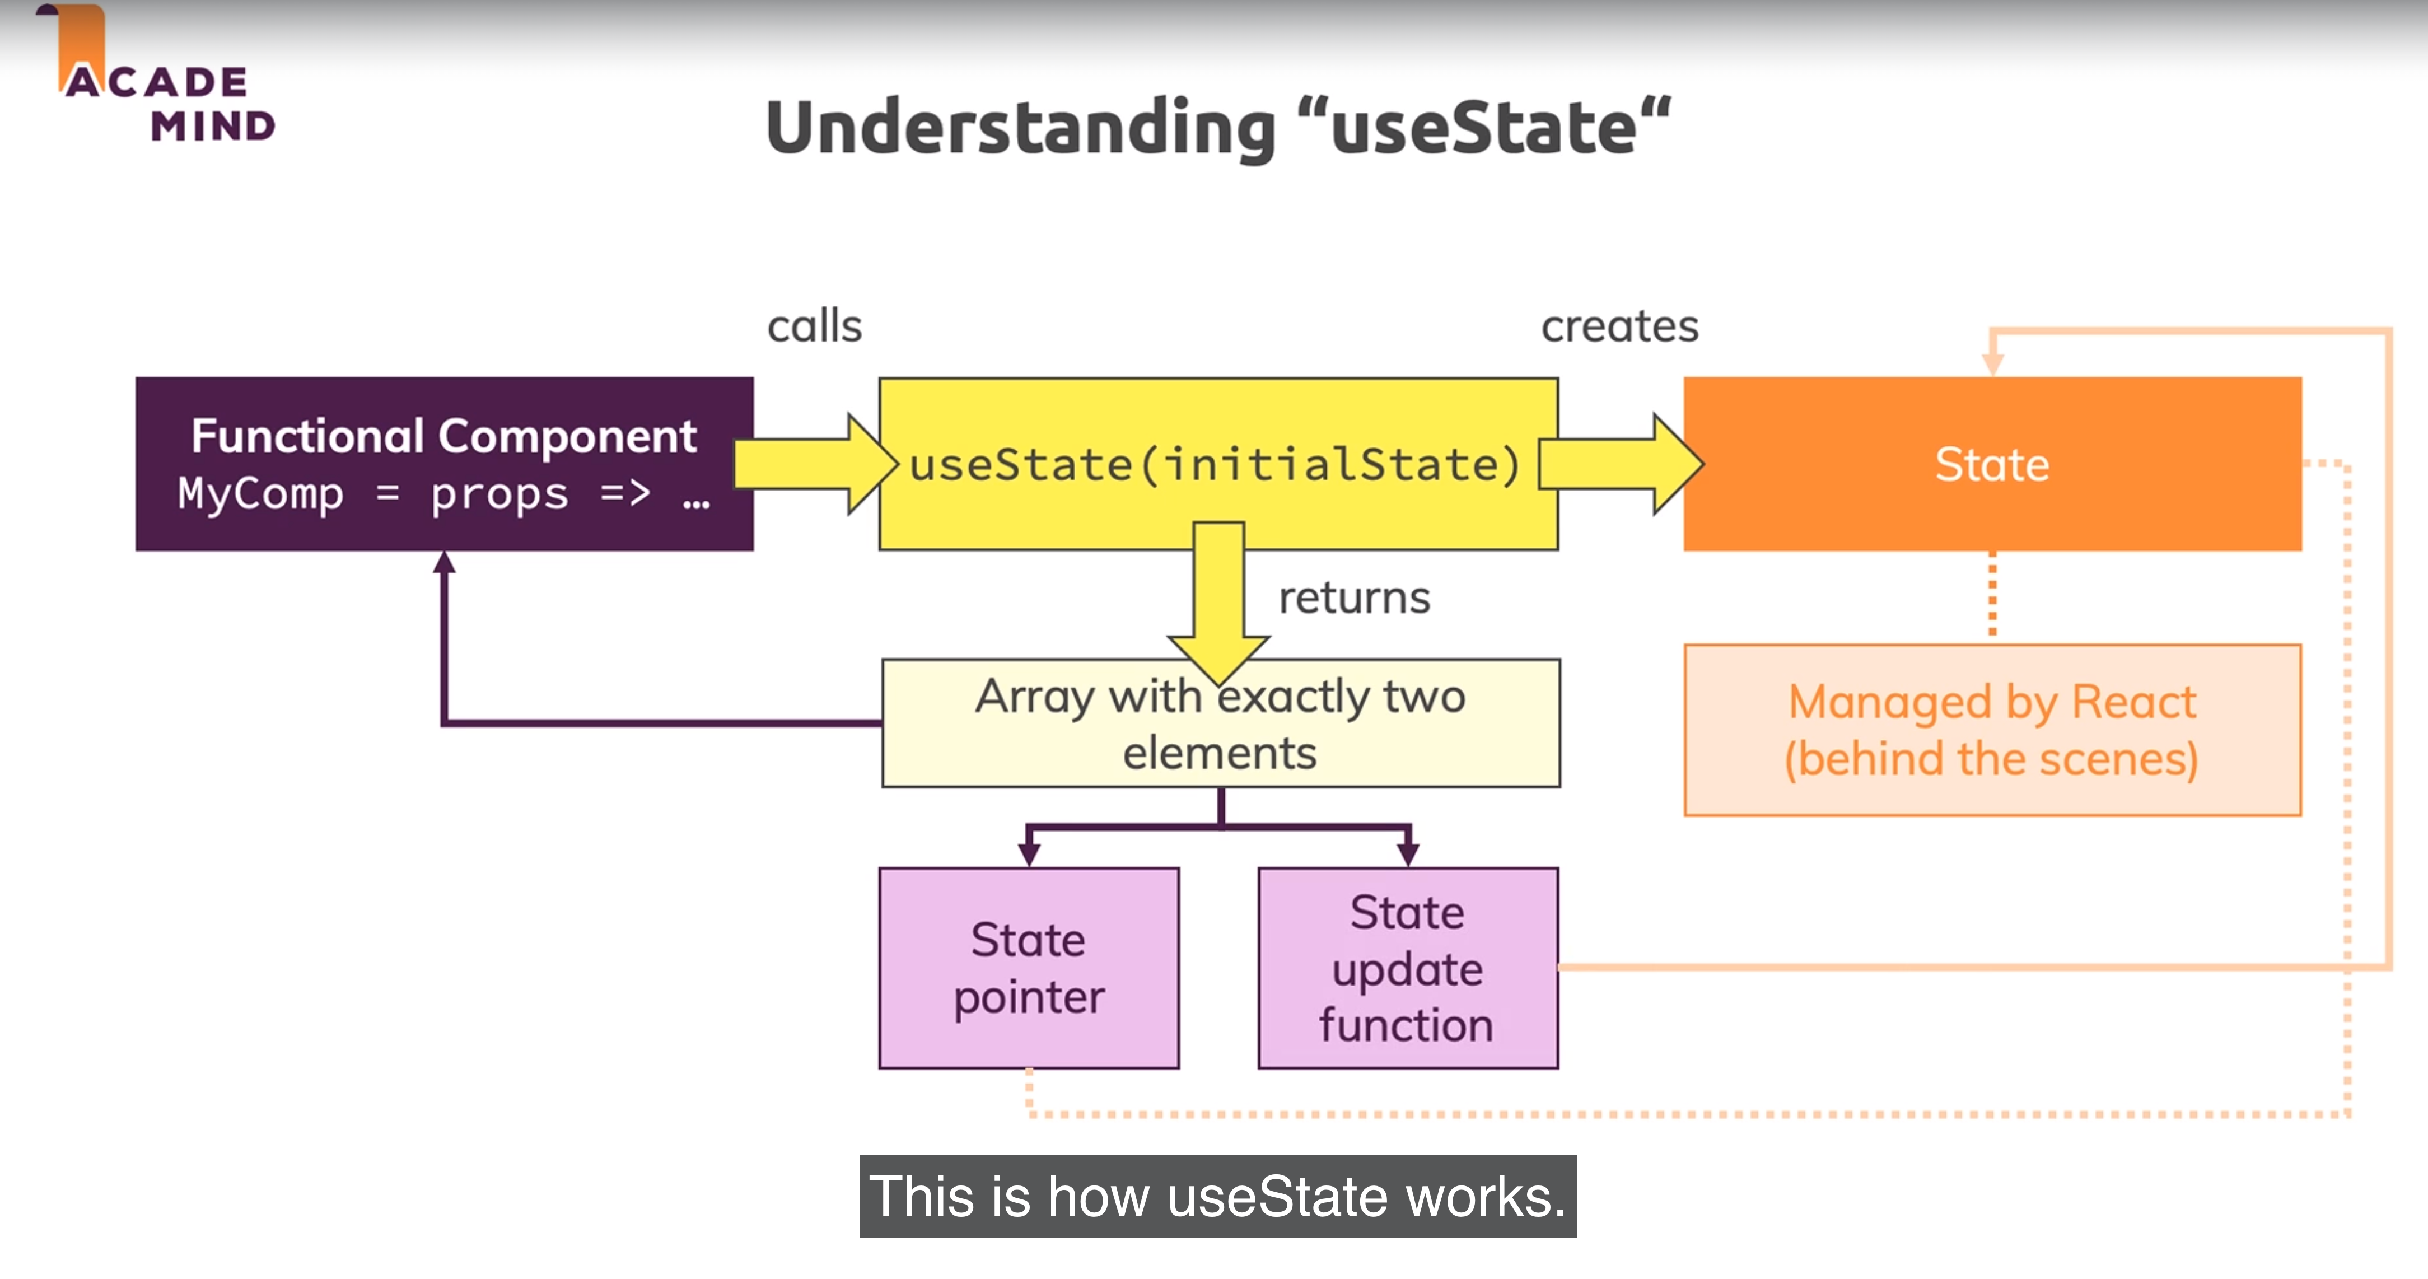 ACADE
MIND
Understanding “useState“
calls
creates
Functional Component
MyComp = props => …
useState(initialState)
State
returns
Array with exactly two
elements
Managed by React
(behind the scenes)
State
pointer
State
update
function
This is how useState works.